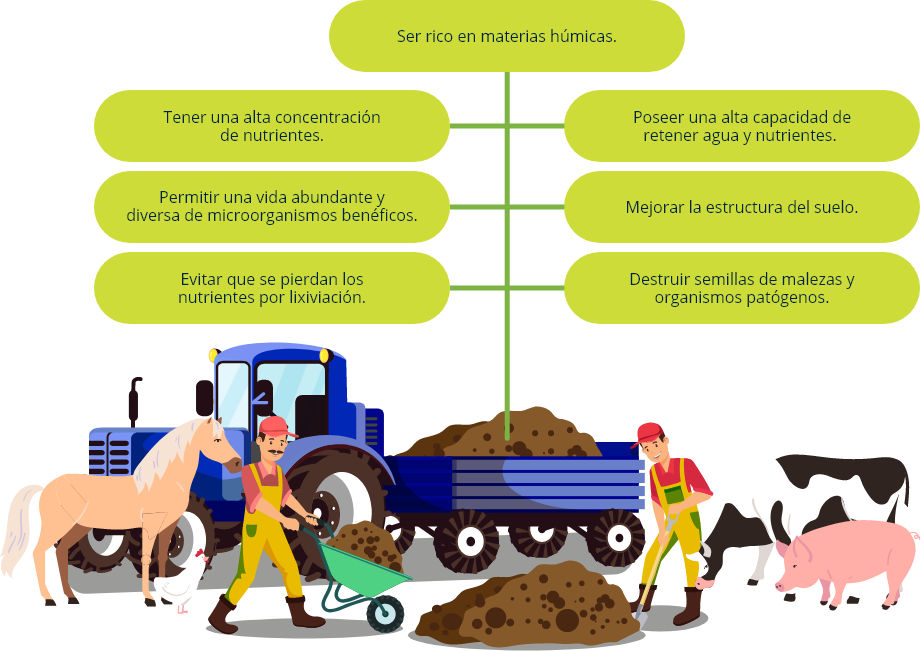 Ser rico en materias húmicas.
Tener una alta concentración
de nutrientes.
Poseer una alta capacidad de
retener agua y nutrientes.
Permitir una vida abundante y
diversa de microorganismos benéficos.
Mejorar la estructura del suelo.
Evitar que se pierdan los
nutrientes por lixiviación.
Destruir semillas de malezas y
organismos patógenos.